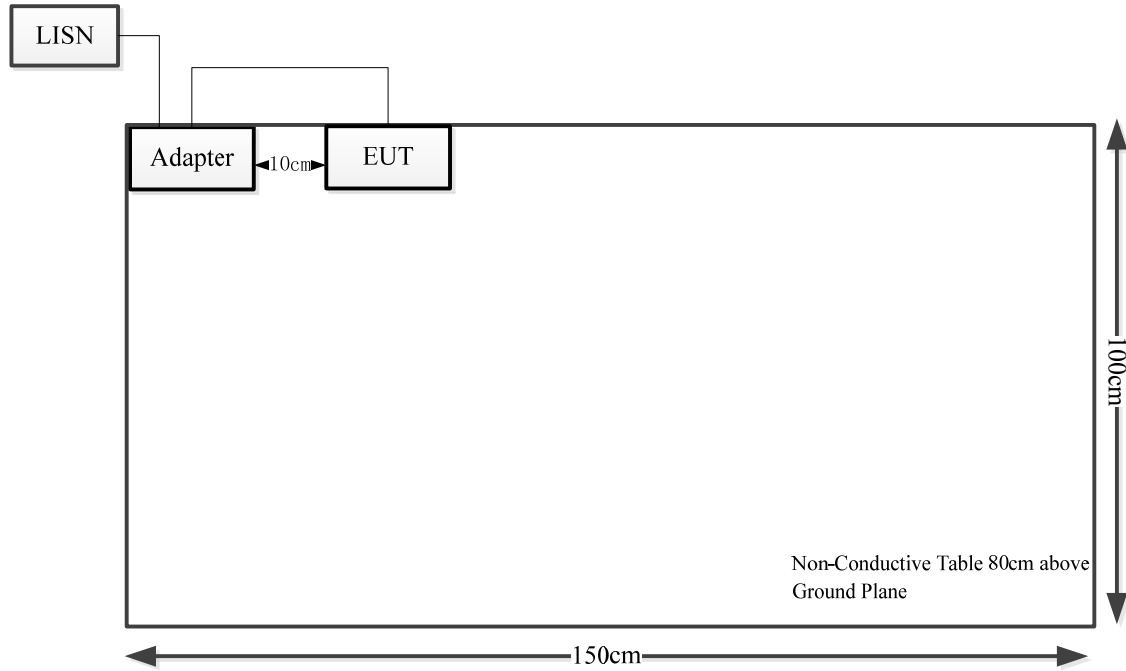 LISN
Adapter
10cm
EUT
100cm
Non-Conductive Table 80cm above
Ground Plane
150cm